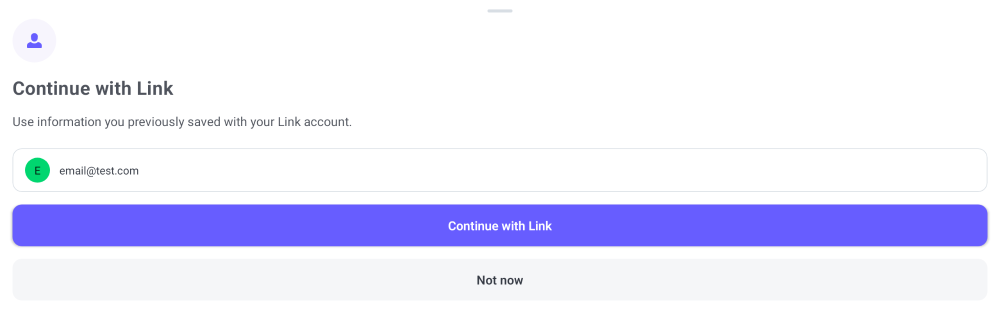 Continue with Link
Use information you previously saved with your Link account.
E
email@test.com
Continue with Link
Not now